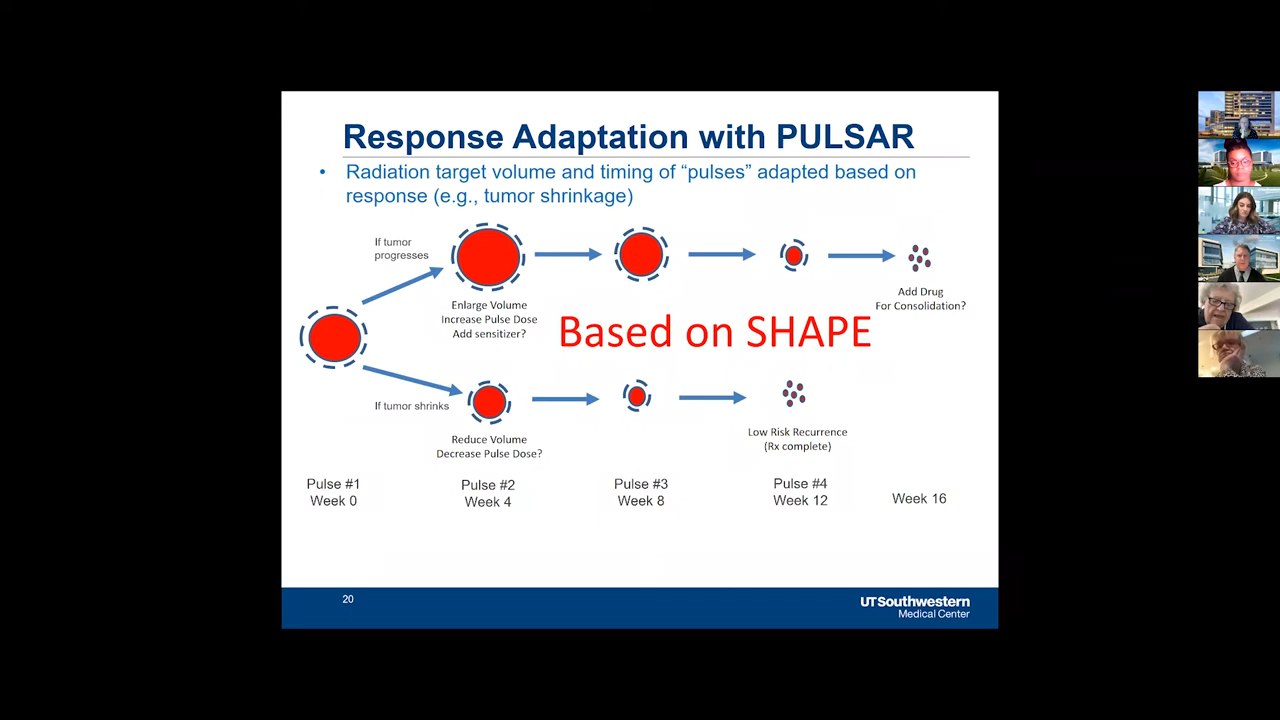 Response Adaptation with PULSAR
• Radiation target volume and timing of “pulses” adapted based on
response (e.g., tumor shrinkage)
If tumor
progresses
Enlarge Volume
Increase Pulse Dose
Add sensitizer?
Add Drug
For Consolidation?
Based on SHAPE
If tumor shrinks
Reduce Volume
Decrease Pulse Dose?
Low Risk Recurrence
(Rx complete)
Pulse #1
Week 0
Pulse #2
Week 4
Pulse #3
Week 8
Pulse #4
Week 12
Week 16
20
UTSouthwestern
Medical Center